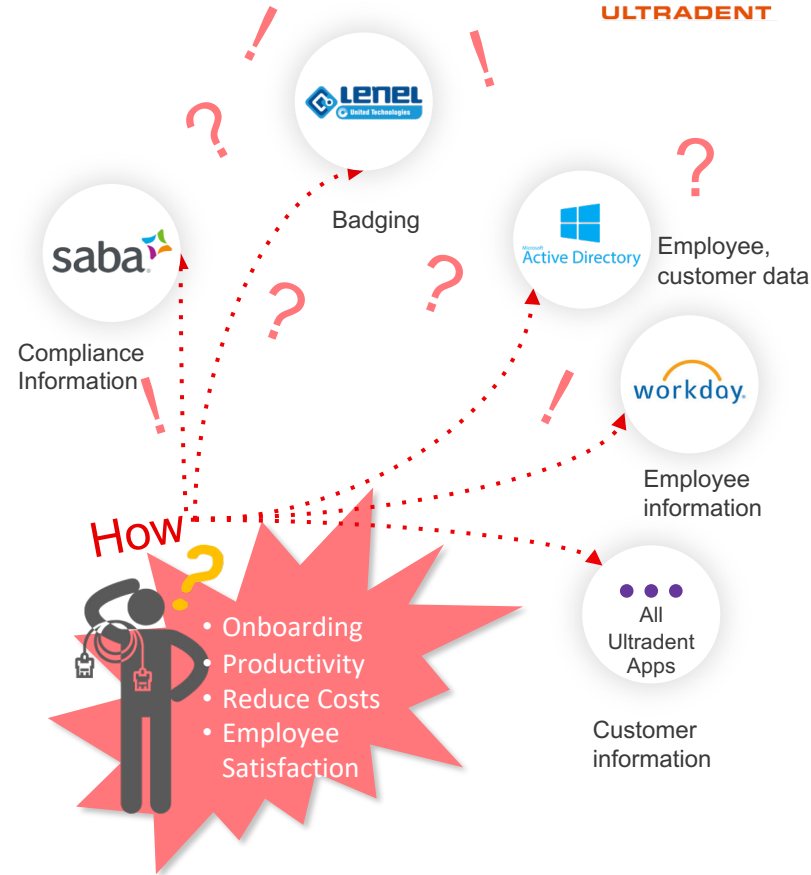 ULTRADENT
!
!
?
LENEL
United Technologies
Badging
?
saba
Microsoft
Active Directory
Employee,
customer data
?
?
Compliance
Information
!
!
workday.
Employee
information
How
?
• Onboarding
• Productivity
• Reduce Costs
• Employee
Satisfaction
All
Ultradent
Apps
Customer
information